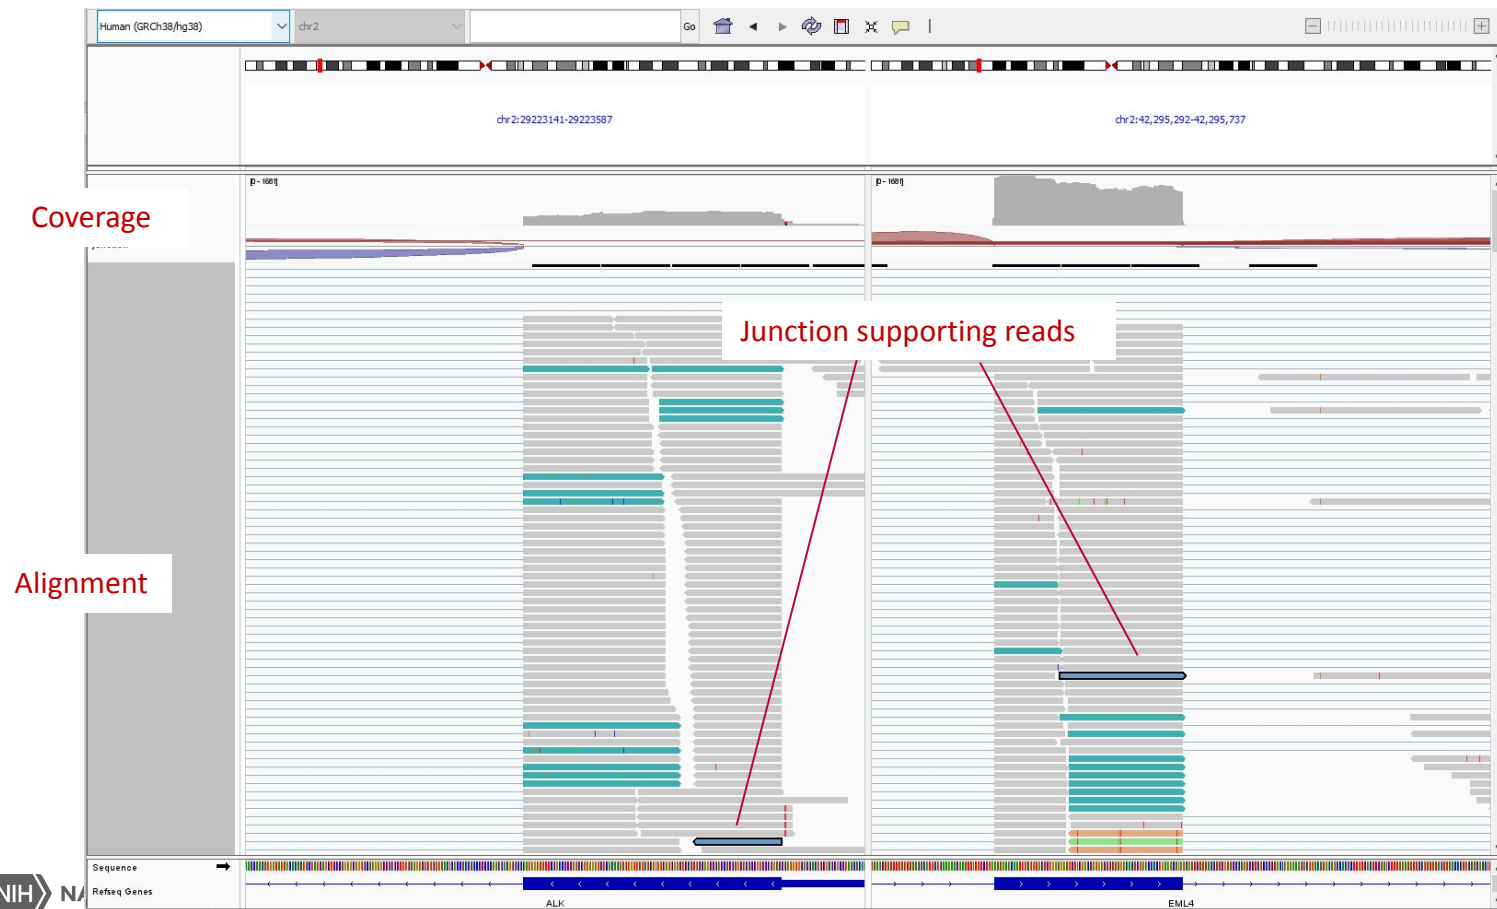 Human (GRCh38/hg38)
chr2
Go
chr2:29223141-29223587
chr2:42,295,292-42,295,737
[0 - 1681]
[0 - 1681]
Coverage
Junction supporting reads
Alignment
Sequence
Refseq Genes
NIH
ALK
EML4